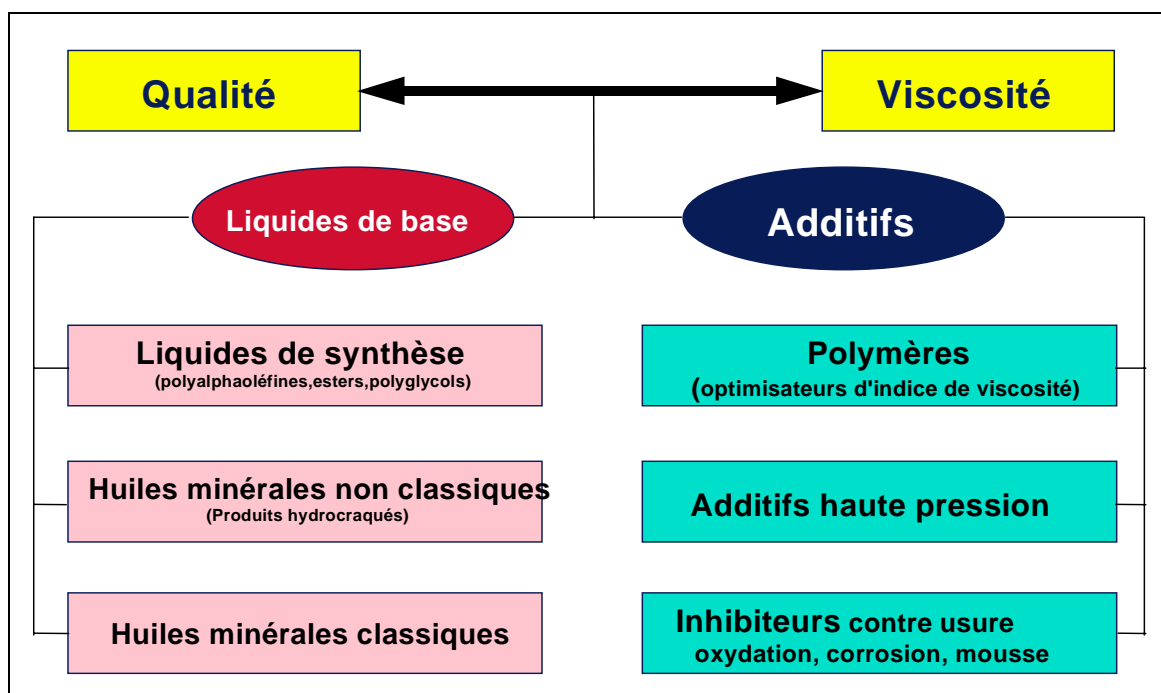 Qualité
Viscosité
Liquides de base
Additifs
Liquides de synthèse
(polyalphaoléfines,esters,polyglycols)
Huiles minérales non classiques
(Produits hydrocraqués)
Huiles minérales classiques
Polymères
(optimisateurs d'indice de viscosité)
Additifs haute pression
Inhibiteurs contre usure
oxydation, corrosion, mousse